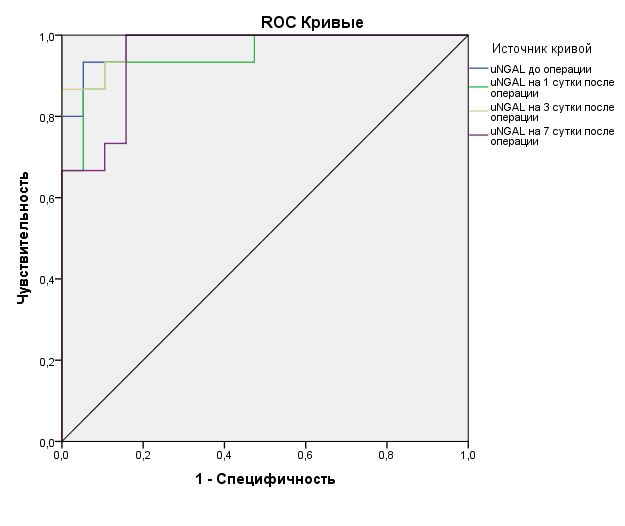 ROC Кривые
Источник кривой
uNGAL до операции
uNGAL на 1 сутки после
операции
uNGAL на 3 сутки после
операции
uNGAL на 7 сутки после
операции
Чувствительность
1,0
0,8
0,6
0,4
0,2
0,0
0,0 0,2 0,4 0,6 0,8 1,0
1 - Специфичность